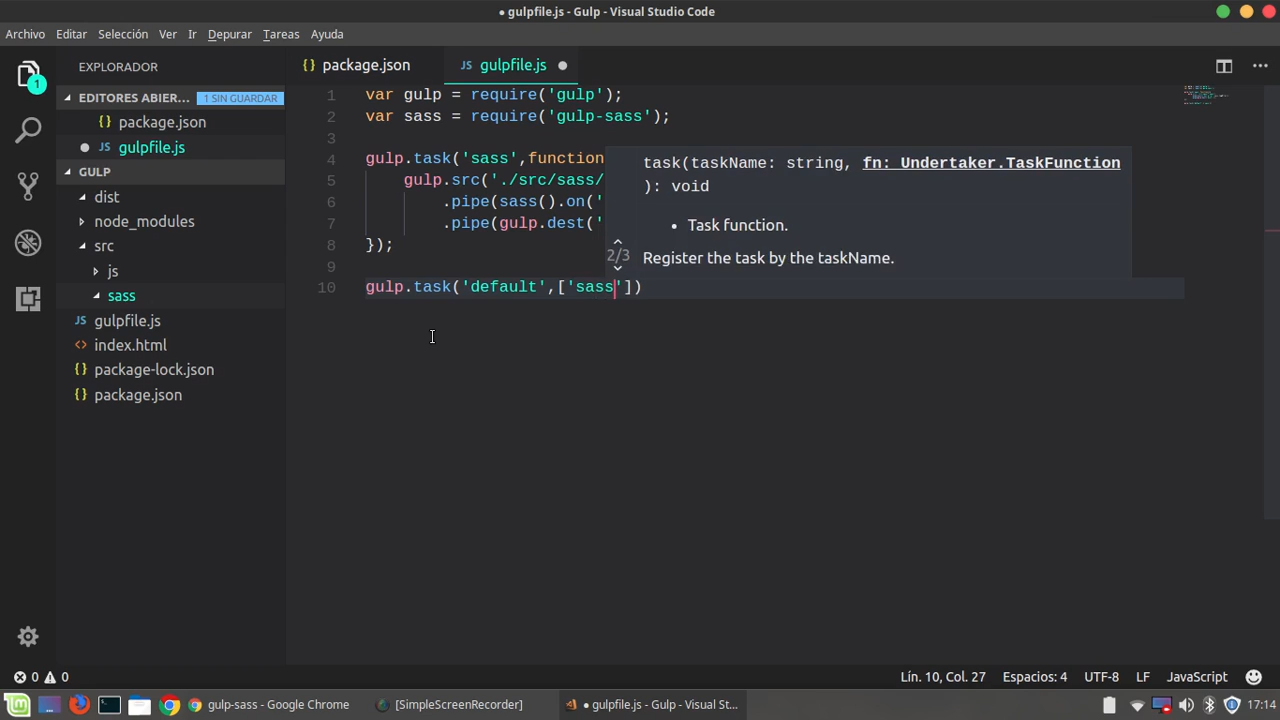 ● gulpfile.js - Gulp - Visual Studio Code
Archivo Editar Selección Ver Ir Depurar Tareas Ayuda
EXPLORADOR
{} package.json
JS gulpfile.js
1
EDITORES ABIER... 1 SIN GUARDAR
{} package.json
JS gulpfile.js
GULP
dist
node_modules
src
js
sass
JS gulpfile.js
<> index.html
{} package-lock.json
{} package.json
1 var gulp = require('gulp');
2 var sass = require('gulp-sass');
3
4 gulp.task('sass',function
5 gulp.src('./src/sass/
6 .pipe(sass().on('
7 .pipe(gulp.dest('
8 });
9
10 gulp.task('default',['sass'])
task(taskName: string, fn: Undertaker.TaskFunction
): void
• Task function.
2/3
Register the task by the taskName.
0 0
Lín. 10, Col. 27 Espacios: 4 UTF-8 LF JavaScript
gulp-sass - Google Chrome
[SimpleScreenRecorder]
● gulpfile.js - Gulp - Visual St...
17:14